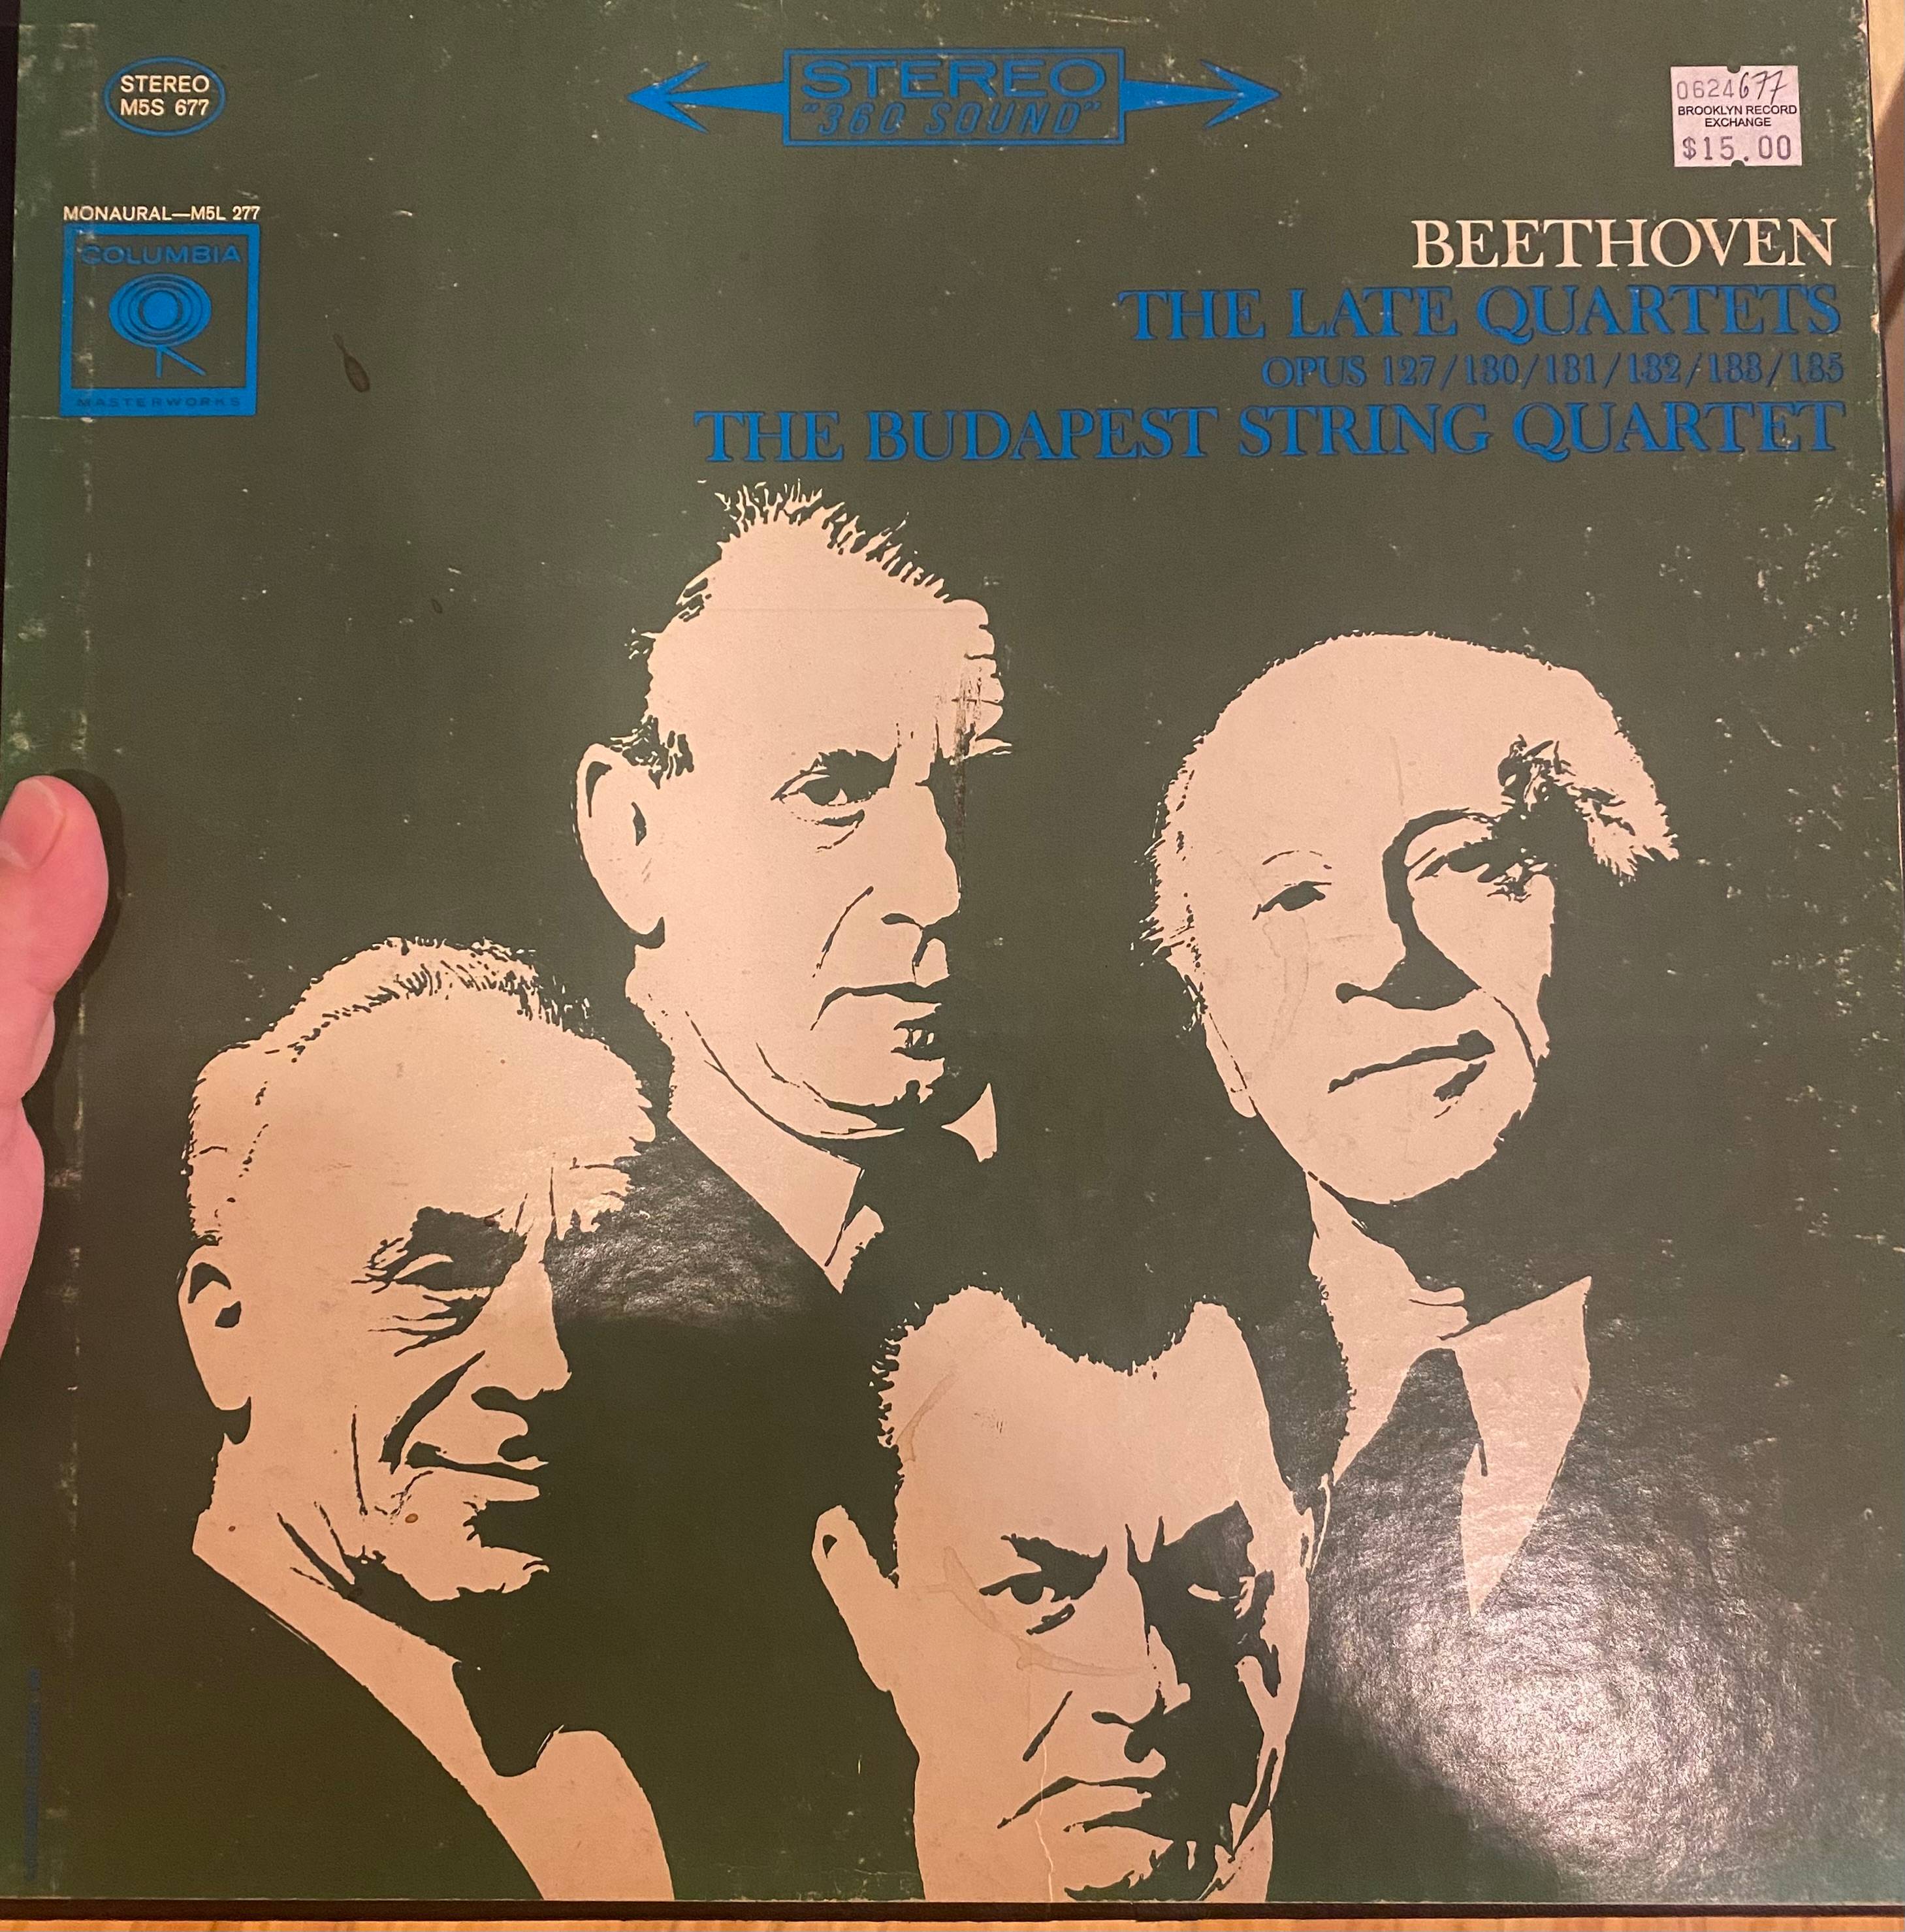 STEREO
M5S 677
STEREO
"360 SOUND"
0624677
BROOKLYN RECORD
EXCHANGE
$15.00
MONAURAL—M5L 277
COLUMBIA
MASTERWORKS
BEETHOVEN
THE LATE QUARTETS
OPUS 127/130/131/132/133/135
THE BUDAPEST STRING QUARTET